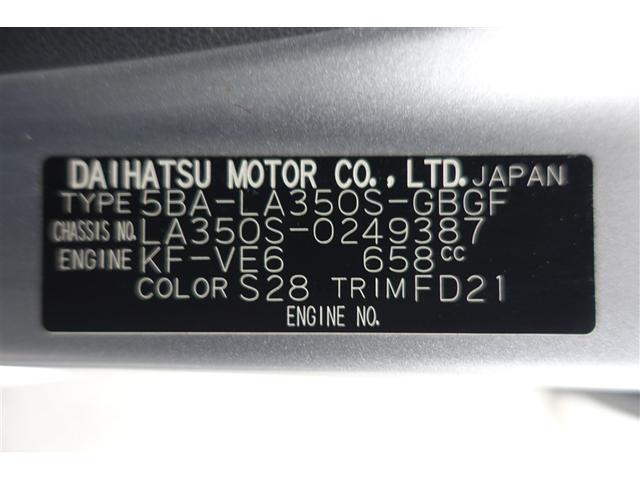 DAIHATSU MOTOR CO., LTD. JAPAN
TYPE 5BA-LA350S-GBGF
CHASSIS NO. LA350S-0249387
ENGINE KF-VE6 658cc
COLOR S28 TRIM FD21
ENGINE NO.